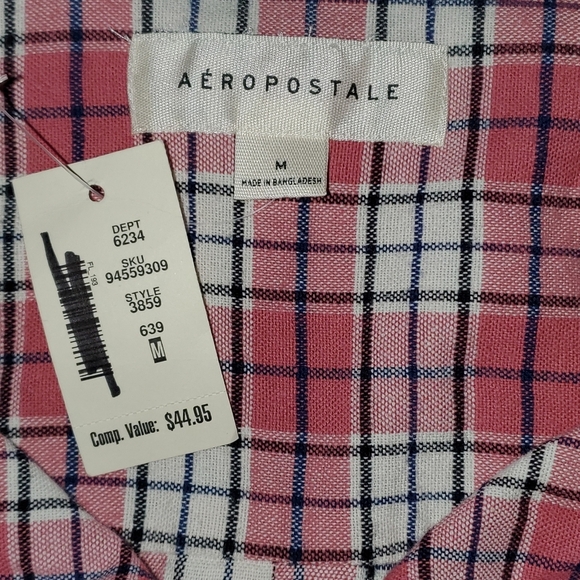 AÉROPOSTALE
M
MADE IN BANGLADESH
DEPT
6234
SKU
94559309
STYLE
3859
639
M
Comp. Value: $44.95